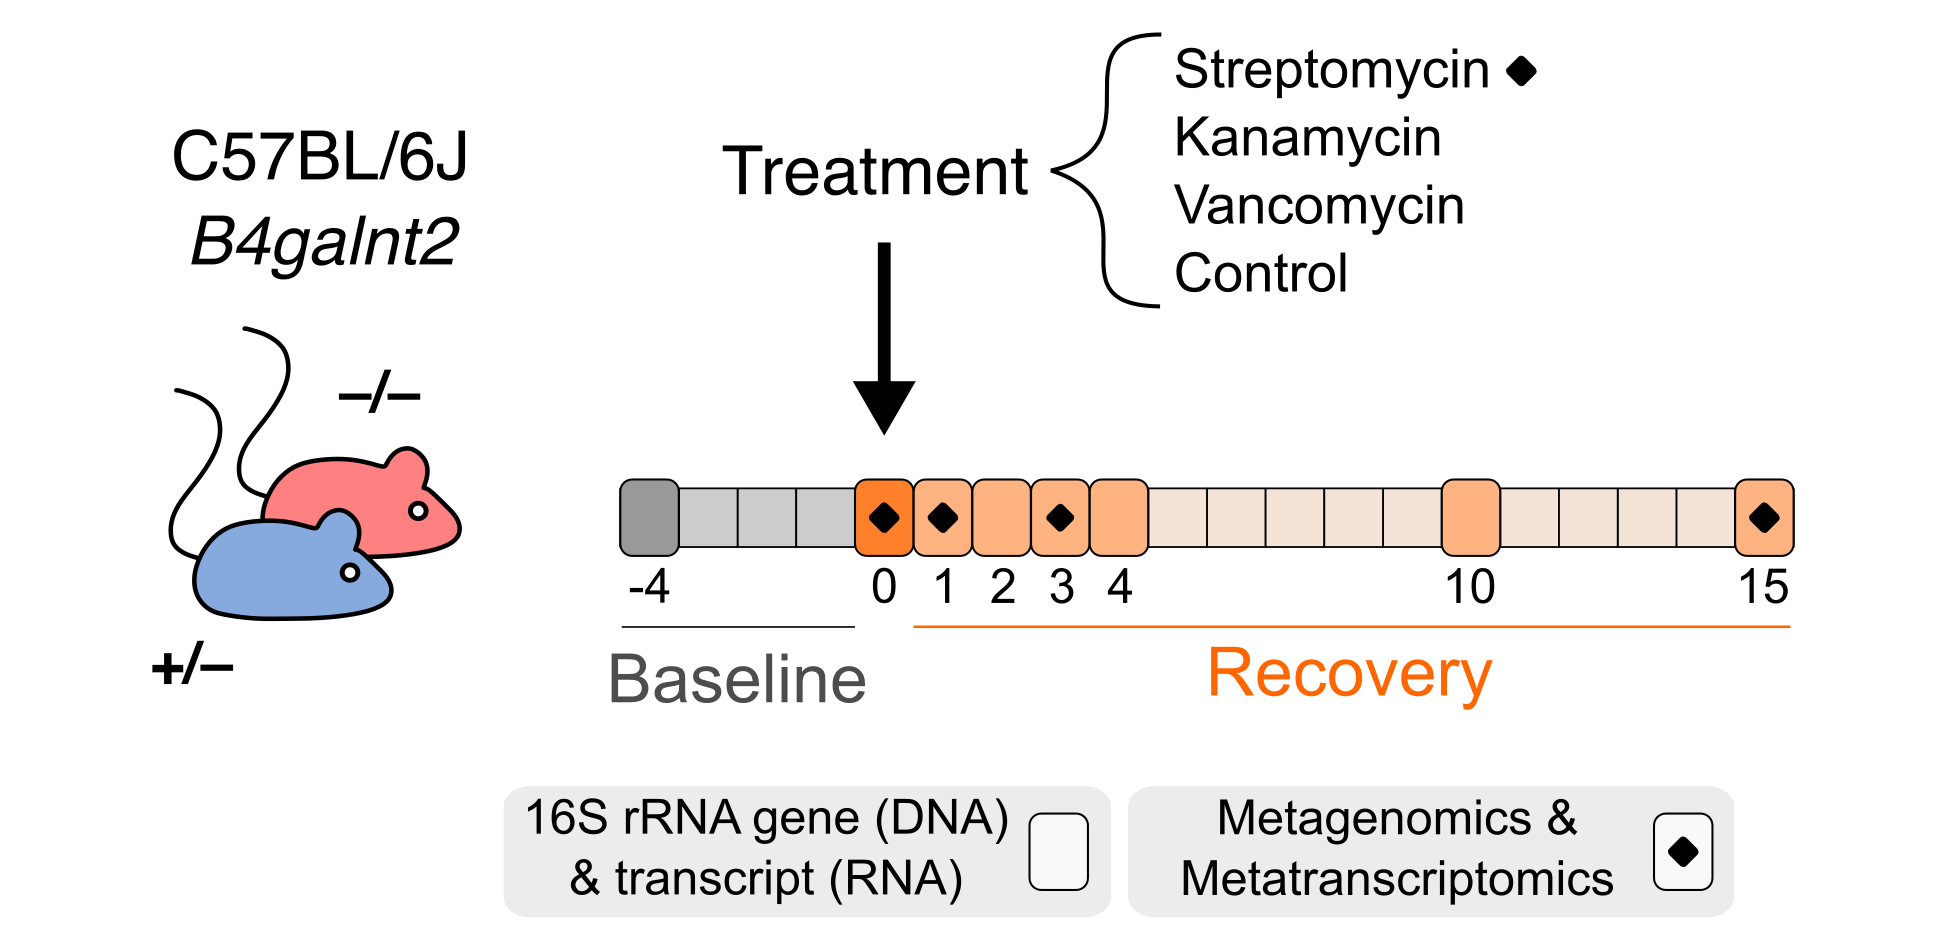 C57BL/6J
B4galnt2
–/–
+/–
Treatment
Streptomycin
Kanamycin
Vancomycin
Control
-4 0 1 2 3 4 10 15
Baseline
Recovery
16S rRNA gene (DNA)
& transcript (RNA)
Metagenomics &
Metatranscriptomics